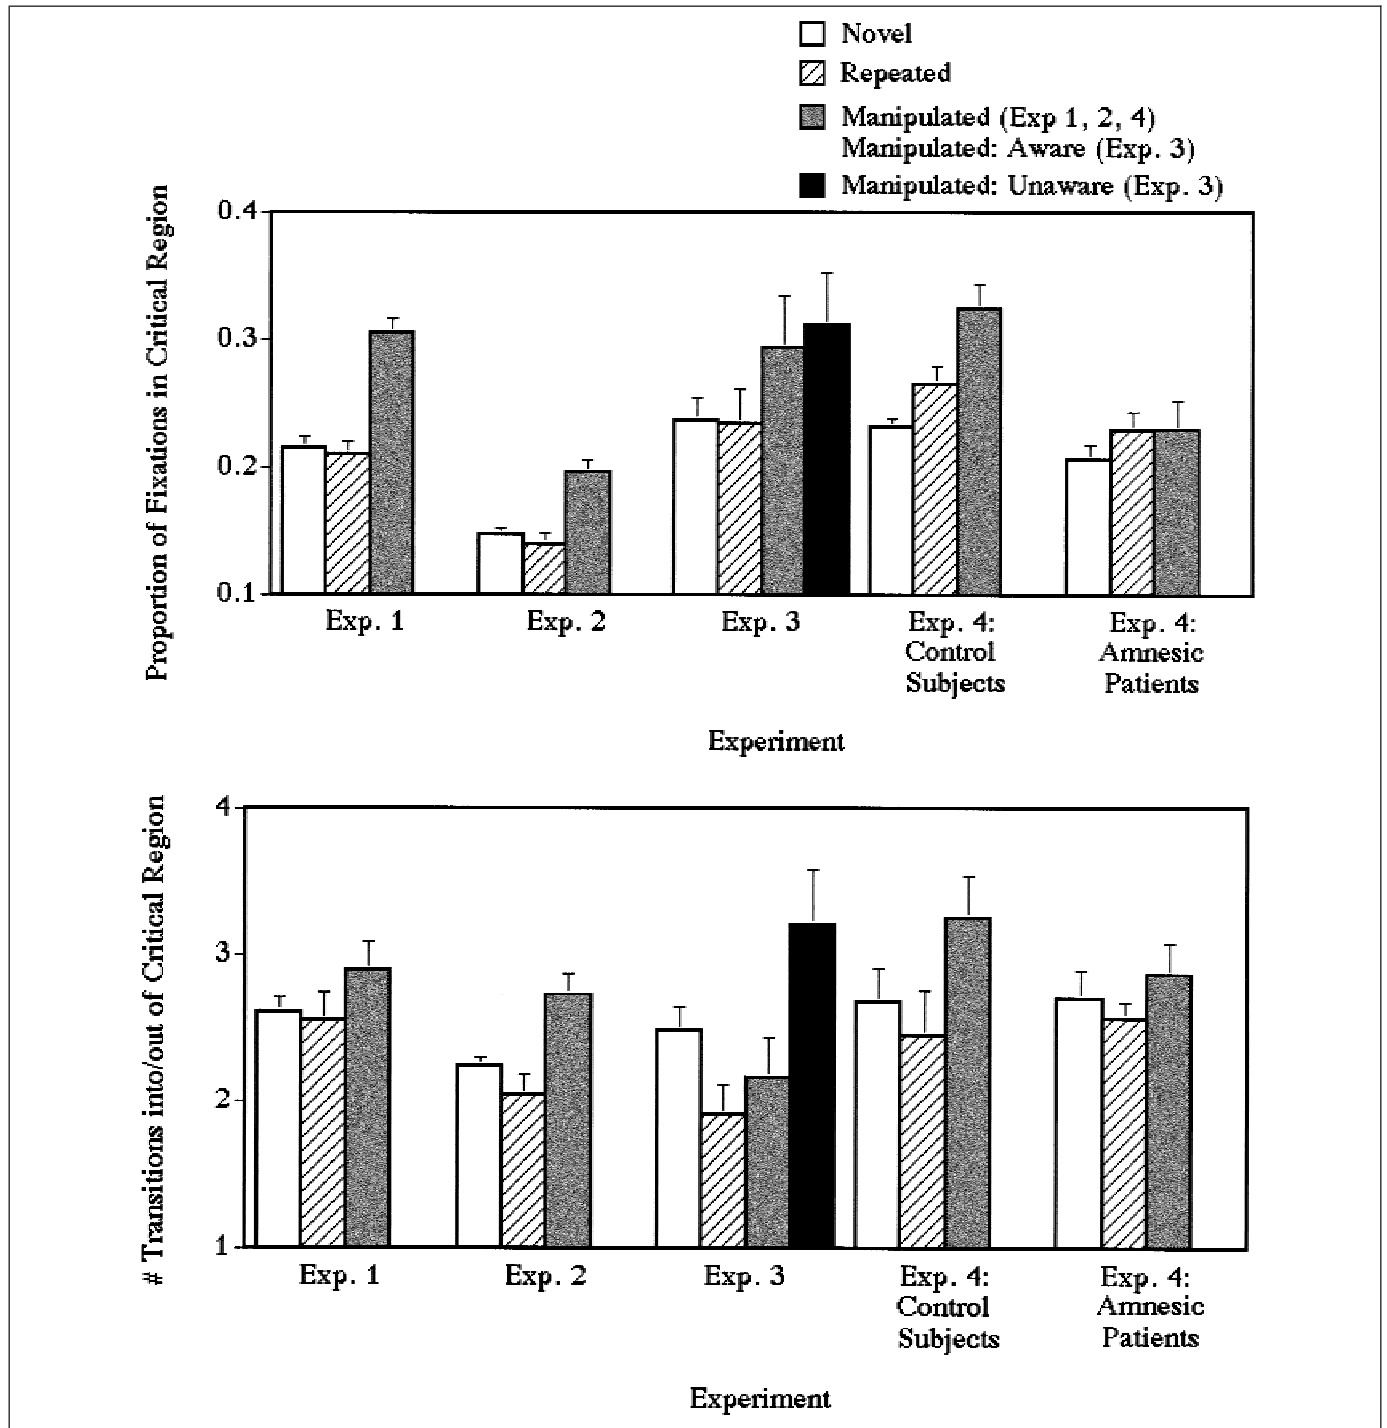 Novel
Repeated
Manipulated (Exp 1, 2, 4)
Manipulated: Aware (Exp. 3)
Manipulated: Unaware (Exp. 3)
Proportion of Fixations in Critical Region
0.4
0.3
0.2
0.1
Exp. 1
Exp. 2
Exp. 3
Exp. 4:
Control
Subjects
Exp. 4:
Amnesic
Patients
Experiment
# Transitions into/out of Critical Region
4
3
2
1
Exp. 1
Exp. 2
Exp. 3
Exp. 4:
Control
Subjects
Exp. 4:
Amnesic
Patients
Experiment